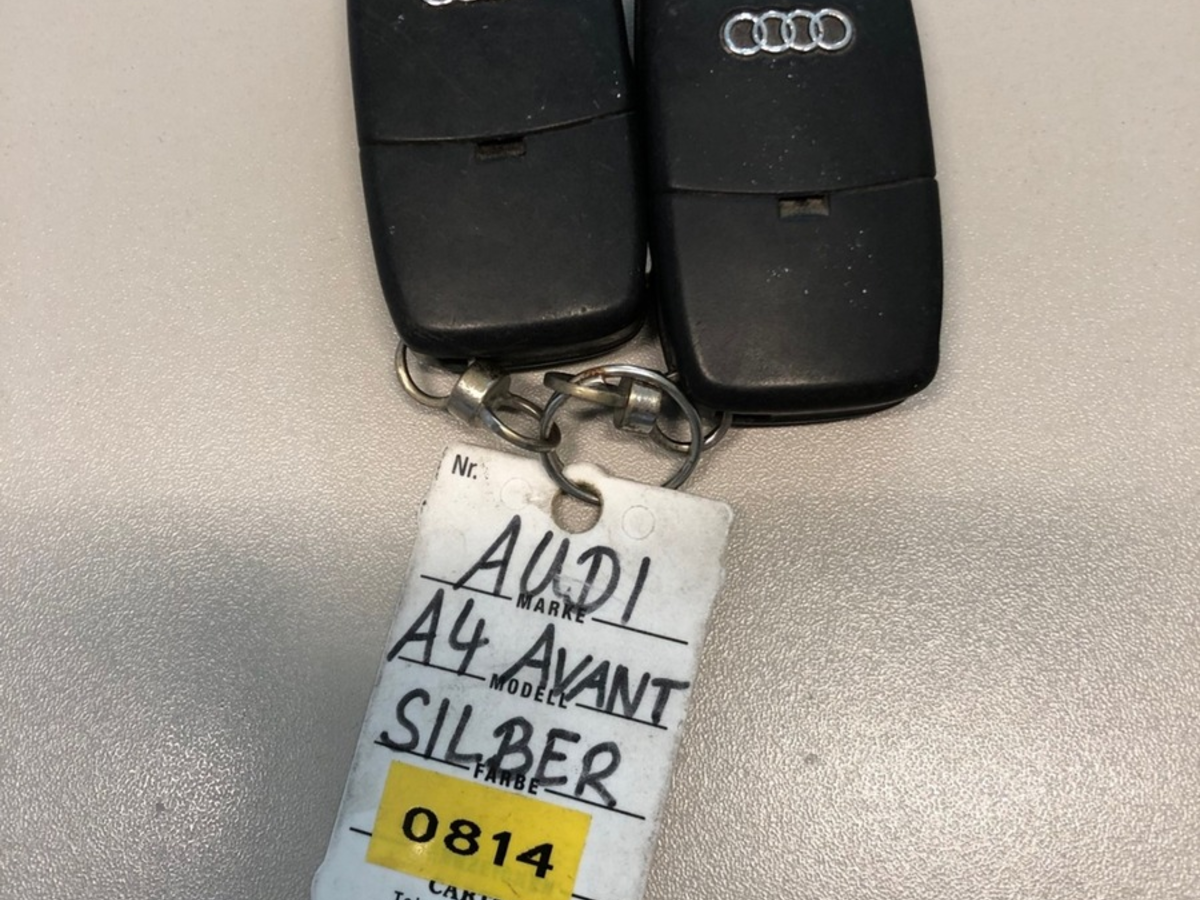 Nr.
AUDI
MARKE
A4 AVANT
MODELL
SILBER
FARBE
0814